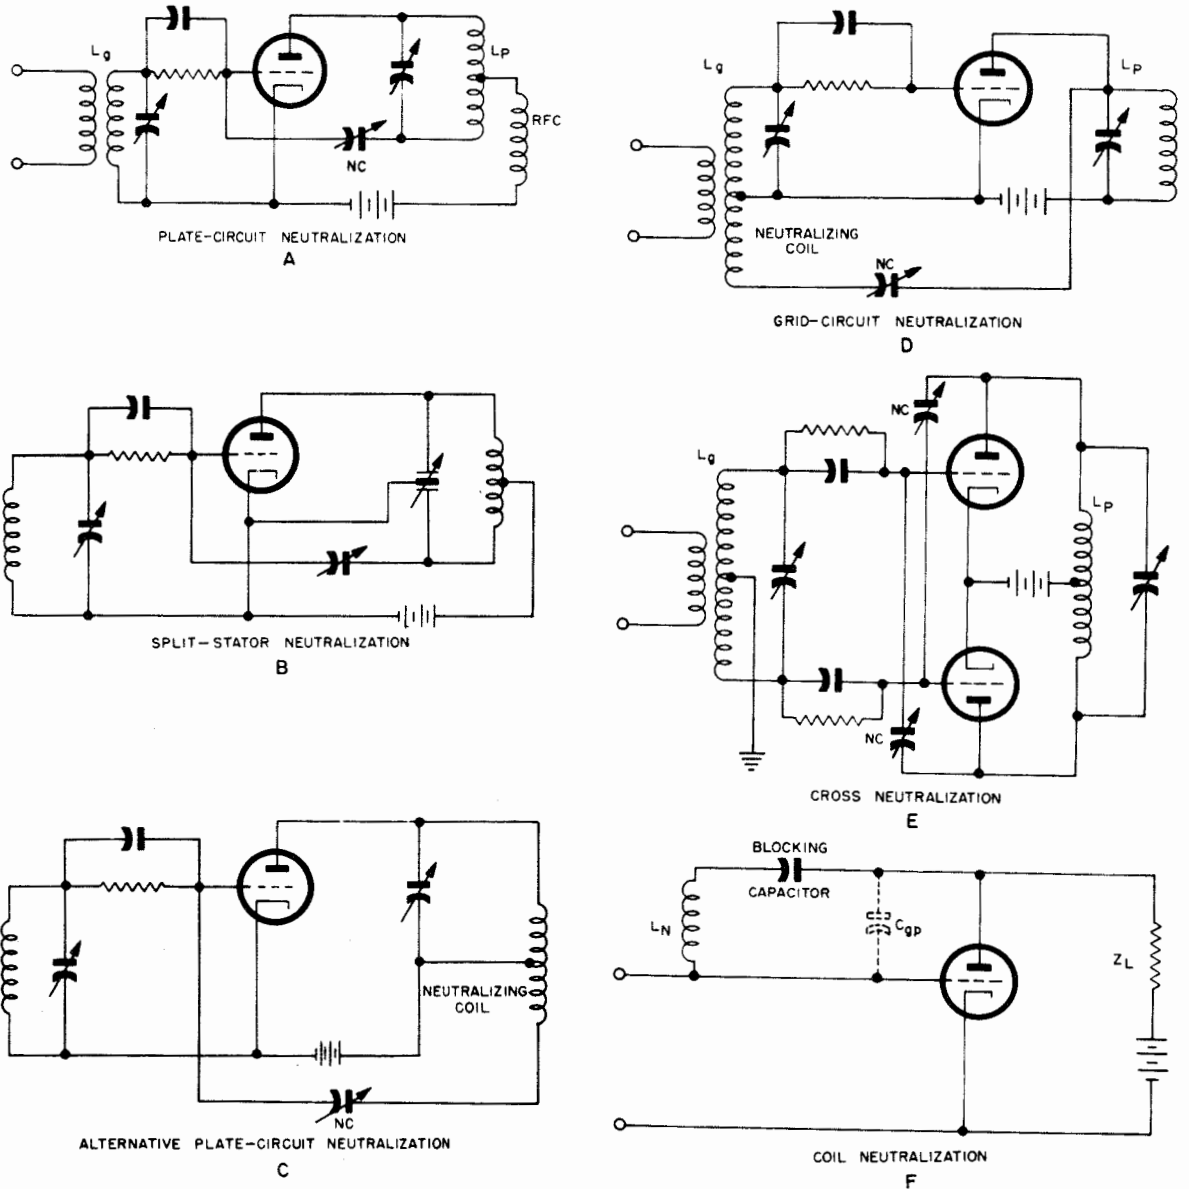 Lg
Lp
RFC
NC
PLATE-CIRCUIT NEUTRALIZATION
A
Lg
Lp
NEUTRALIZING
COIL
NC
GRID-CIRCUIT NEUTRALIZATION
D
SPLIT-STATOR NEUTRALIZATION
B
NC
Lg
Lp
NC
CROSS NEUTRALIZATION
E
NEUTRALIZING
COIL
NC
ALTERNATIVE PLATE-CIRCUIT NEUTRALIZATION
C
BLOCKING
CAPACITOR
LN
Cgp
ZL
COIL NEUTRALIZATION
F